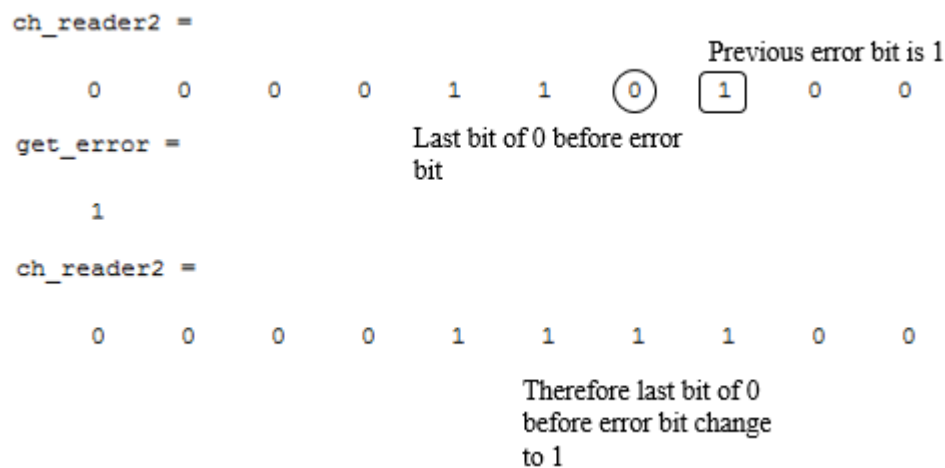 ch_reader2 =
Previous error bit is 1
0 0 0 0 1 1 0 1 0 0
get_error =
Last bit of 0 before error
bit
1
ch_reader2 =
0 0 0 0 1 1 1 1 0 0
Therefore last bit of 0
before error bit change
to 1